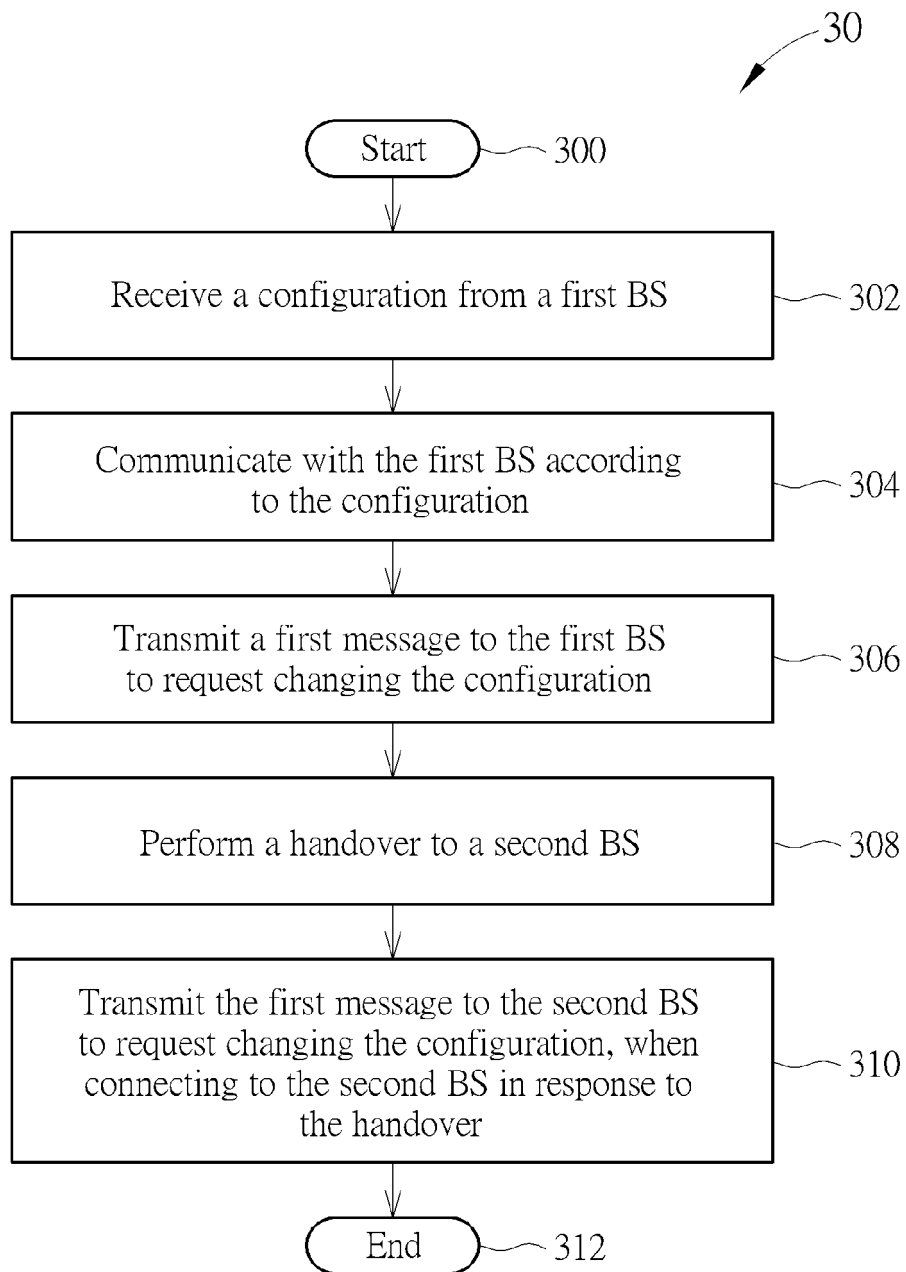 30
Start
300
Receive a configuration from a first BS
302
Communicate with the first BS according
to the configuration
304
Transmit a first message to the first BS
to request changing the configuration
306
Perform a handover to a second BS
308
Transmit the first message to the second BS
to request changing the configuration, when
connecting to the second BS in response to
the handover
310
End
312